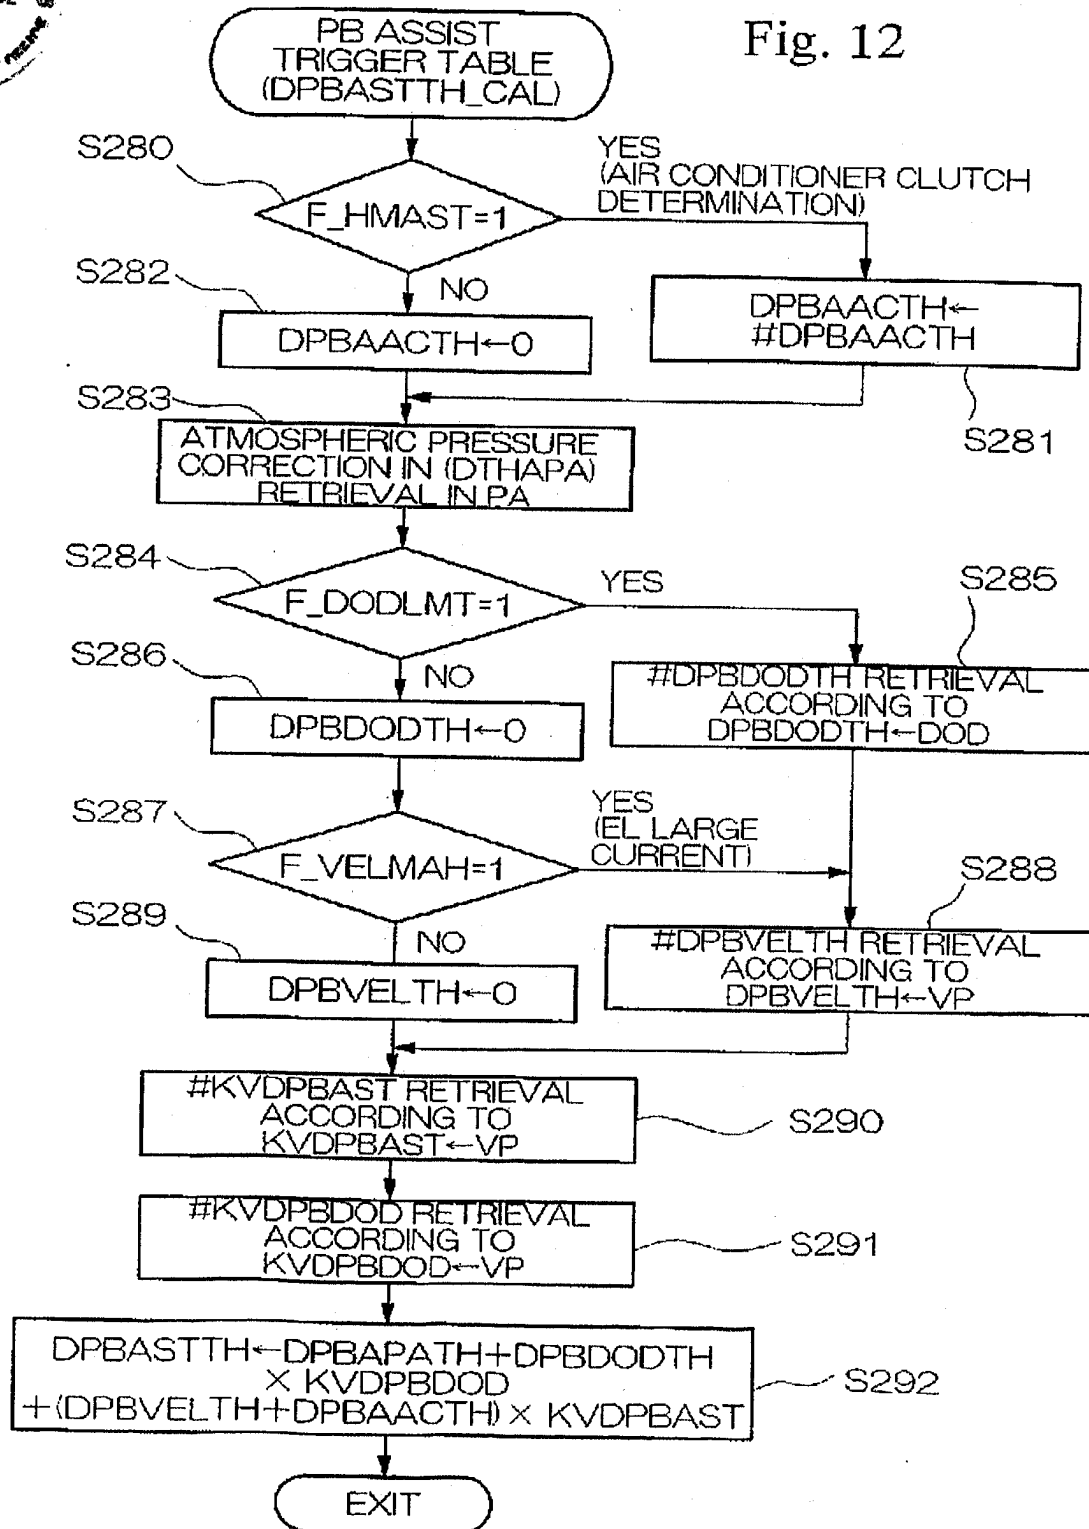 Fig. 12
PB ASSIST
TRIGGER TABLE
(DPBASTTH_CAL)
S280
F_HMAST=1
YES
(AIR CONDITIONER CLUTCH
DETERMINATION)
S282
NO
DPBAACTH←0
DPBAACTH←
#DPBAACTH
S281
S283
ATMOSPHERIC PRESSURE
CORRECTION IN (DTHAPA)
RETRIEVAL IN PA
S284
F_DODLMT=1
YES
S285
S286
NO
DPBDODTH←0
#DPBDODTH RETRIEVAL
ACCORDING TO
DPBDODTH←DOD
S287
F_VELMAH=1
YES
(EL LARGE
CURRENT)
S288
S289
NO
DPBVELTH←0
#DPBVELTH RETRIEVAL
ACCORDING TO
DPBVELTH←VP
#KVDPBAST RETRIEVAL
ACCORDING TO
KVDPBAST←VP
S290
#KVDPBDOD RETRIEVAL
ACCORDING TO
KVDPBDOD←VP
S291
DPBASTTH←DPBAPATH+DPBDODTH
× KVDPBDOD
+(DPBVELTH+DPBAACTH) × KVDPBAST
S292
EXIT